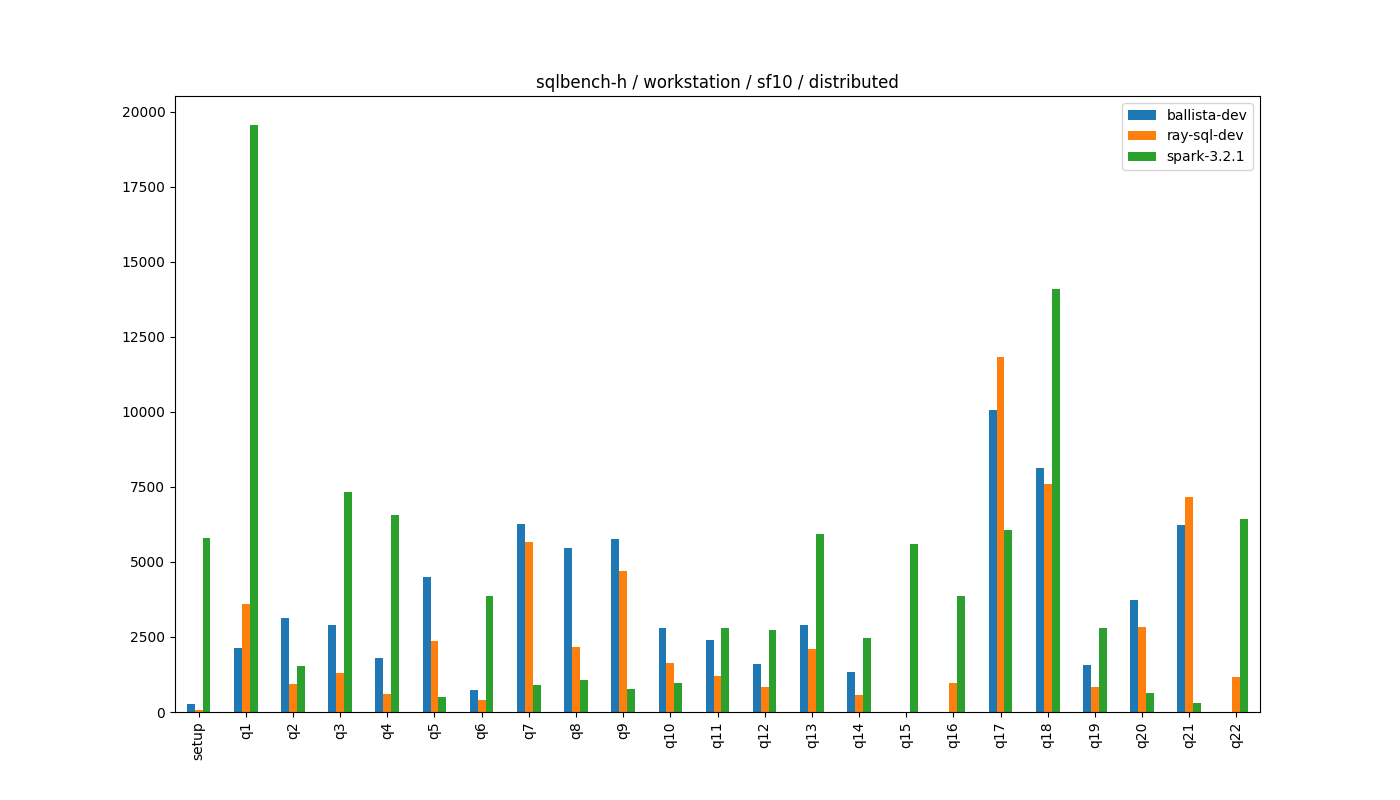 sqlbench-h / workstation / sf10 / distributed
ballista-dev
ray-sql-dev
spark-3.2.1
20000
17500
15000
12500
10000
7500
5000
2500
0
setup
q1
q2
q3
q4
q5
q6
q7
q8
q9
q10
q11
q12
q13
q14
q15
q16
q17
q18
q19
q20
q21
q22